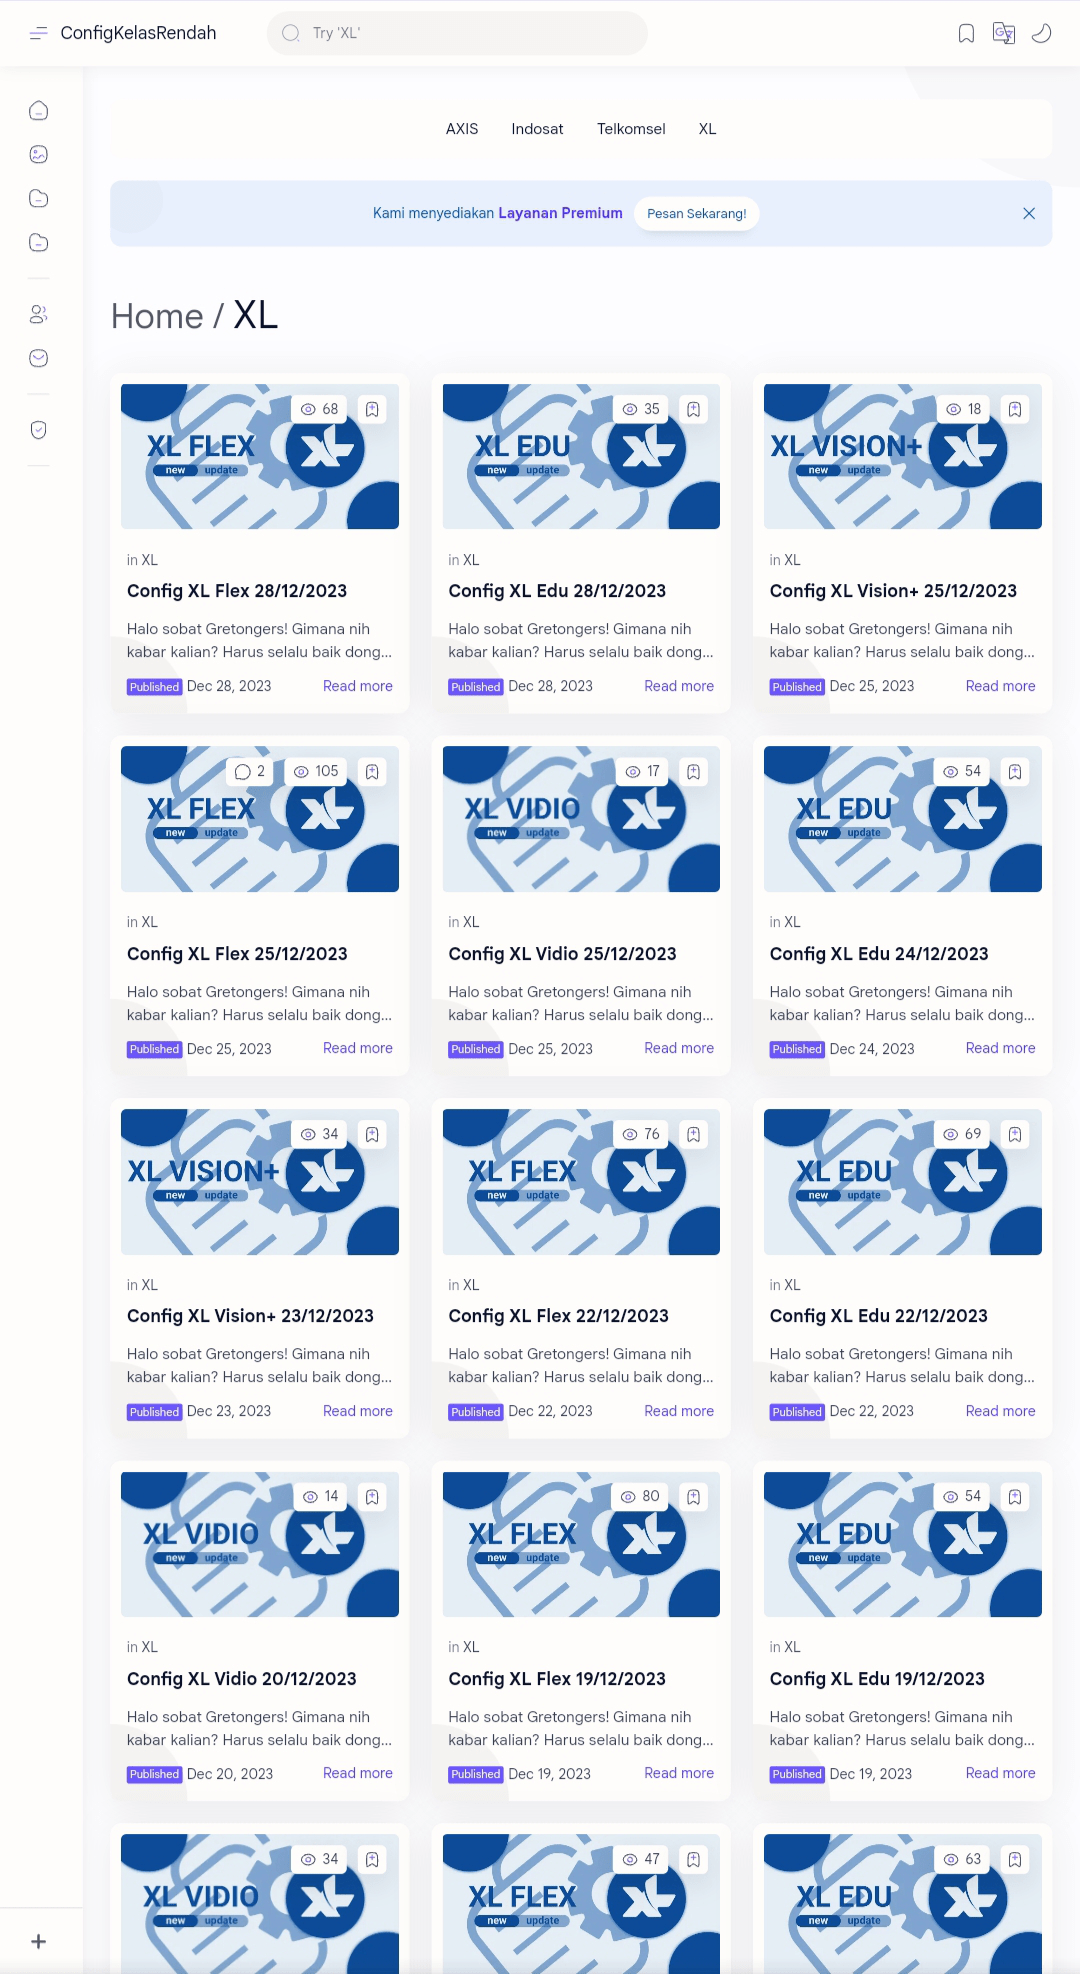 ConfigKelasRendah
Try 'XL'
AXIS Indosat Telkomsel XL
Kami menyediakan Layanan Premium Pesan Sekarang!
Home / XL
68
XL FLEX
new update
in XL
Config XL Flex 28/12/2023
Halo sobat Gretongers! Gimana nih
kabar kalian? Harus selalu baik dong...
Published Dec 28, 2023 Read more
35
XL EDU
new update
in XL
Config XL Edu 28/12/2023
Halo sobat Gretongers! Gimana nih
kabar kalian? Harus selalu baik dong...
Published Dec 28, 2023 Read more
18
XL VISION+
new update
in XL
Config XL Vision+ 25/12/2023
Halo sobat Gretongers! Gimana nih
kabar kalian? Harus selalu baik dong...
Published Dec 25, 2023 Read more
2 105
XL FLEX
new update
in XL
Config XL Flex 25/12/2023
Halo sobat Gretongers! Gimana nih
kabar kalian? Harus selalu baik dong...
Published Dec 25, 2023 Read more
17
XL VIDIO
new update
in XL
Config XL Vidio 25/12/2023
Halo sobat Gretongers! Gimana nih
kabar kalian? Harus selalu baik dong...
Published Dec 25, 2023 Read more
54
XL EDU
new update
in XL
Config XL Edu 24/12/2023
Halo sobat Gretongers! Gimana nih
kabar kalian? Harus selalu baik dong...
Published Dec 24, 2023 Read more
34
XL VISION+
new update
in XL
Config XL Vision+ 23/12/2023
Halo sobat Gretongers! Gimana nih
kabar kalian? Harus selalu baik dong...
Published Dec 23, 2023 Read more
76
XL FLEX
new update
in XL
Config XL Flex 22/12/2023
Halo sobat Gretongers! Gimana nih
kabar kalian? Harus selalu baik dong...
Published Dec 22, 2023 Read more
69
XL EDU
new update
in XL
Config XL Edu 22/12/2023
Halo sobat Gretongers! Gimana nih
kabar kalian? Harus selalu baik dong...
Published Dec 22, 2023 Read more
14
XL VIDIO
new update
in XL
Config XL Vidio 20/12/2023
Halo sobat Gretongers! Gimana nih
kabar kalian? Harus selalu baik dong...
Published Dec 20, 2023 Read more
80
XL FLEX
new update
in XL
Config XL Flex 19/12/2023
Halo sobat Gretongers! Gimana nih
kabar kalian? Harus selalu baik dong...
Published Dec 19, 2023 Read more
54
XL EDU
new update
in XL
Config XL Edu 19/12/2023
Halo sobat Gretongers! Gimana nih
kabar kalian? Harus selalu baik dong...
Published Dec 19, 2023 Read more
34
XL VIDIO
new update
47
XL FLEX
new update
63
XL EDU
new update